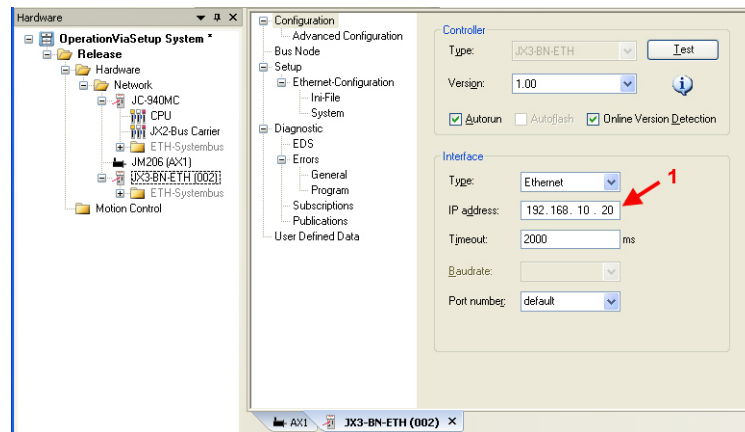 Hardware
OperationViaSetup System *
Release
Hardware
Network
JC-940MC
CPU
JX2-Bus Carrier
ETH-Systembus
JM206 (AX1)
JX3-BN-ETH (002)
ETH-Systembus
Motion Control
Configuration
Advanced Configuration
Bus Node
Setup
Ethernet-Configuration
Ini-File
System
Diagnostic
EDS
Errors
General
Program
Subscriptions
Publications
User Defined Data
Controller
Type: JX3-BN-ETH Test
Version: 1.00
Autorun Autoflash Online Version Detection
Interface
Type: Ethernet
1
IP address: 192.168. 10 . 20
Timeout: 2000 ms
Baudrate:
Port number: default
AX1 JX3-BN-ETH (002) ×